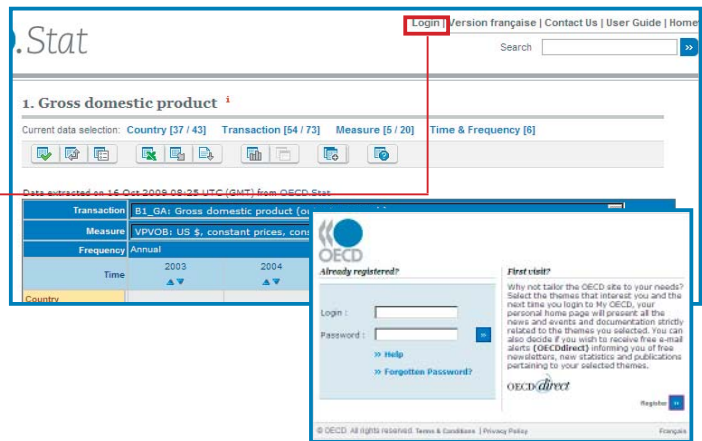 Login | Version française | Contact Us | User Guide | Home
.Stat
Search
»
1. Gross domestic product i
Current data selection: Country [37 / 43] Transaction [54 / 73] Measure [5 / 20] Time & Frequency [6]
Data extracted on 16 Oct 2009 08:25 UTC (GMT) from OECD.Stat
Transaction B1_GA: Gross domestic product
Measure VPVOB: US $, constant prices,
Frequency Annual
Time 2003 2004
Country
OECD
Already registered?
Login :
Password :
»
» Help
» Forgotten Password?
First visit?
Why not tailor the OECD site to your needs?
Select the themes that interest you and the
next time you login to My OECD, your
personal home page will present all the
news and events and documentation strictly
related to the themes you selected. You can
also decide if you wish to receive free e-mail
alerts (OECDdirect) informing you of free
newsletters, new statistics and publications
pertaining to your selected themes.
OECDdirect
Register »
© OECD. All rights reserved. Terms & Conditions | Privacy Policy Français